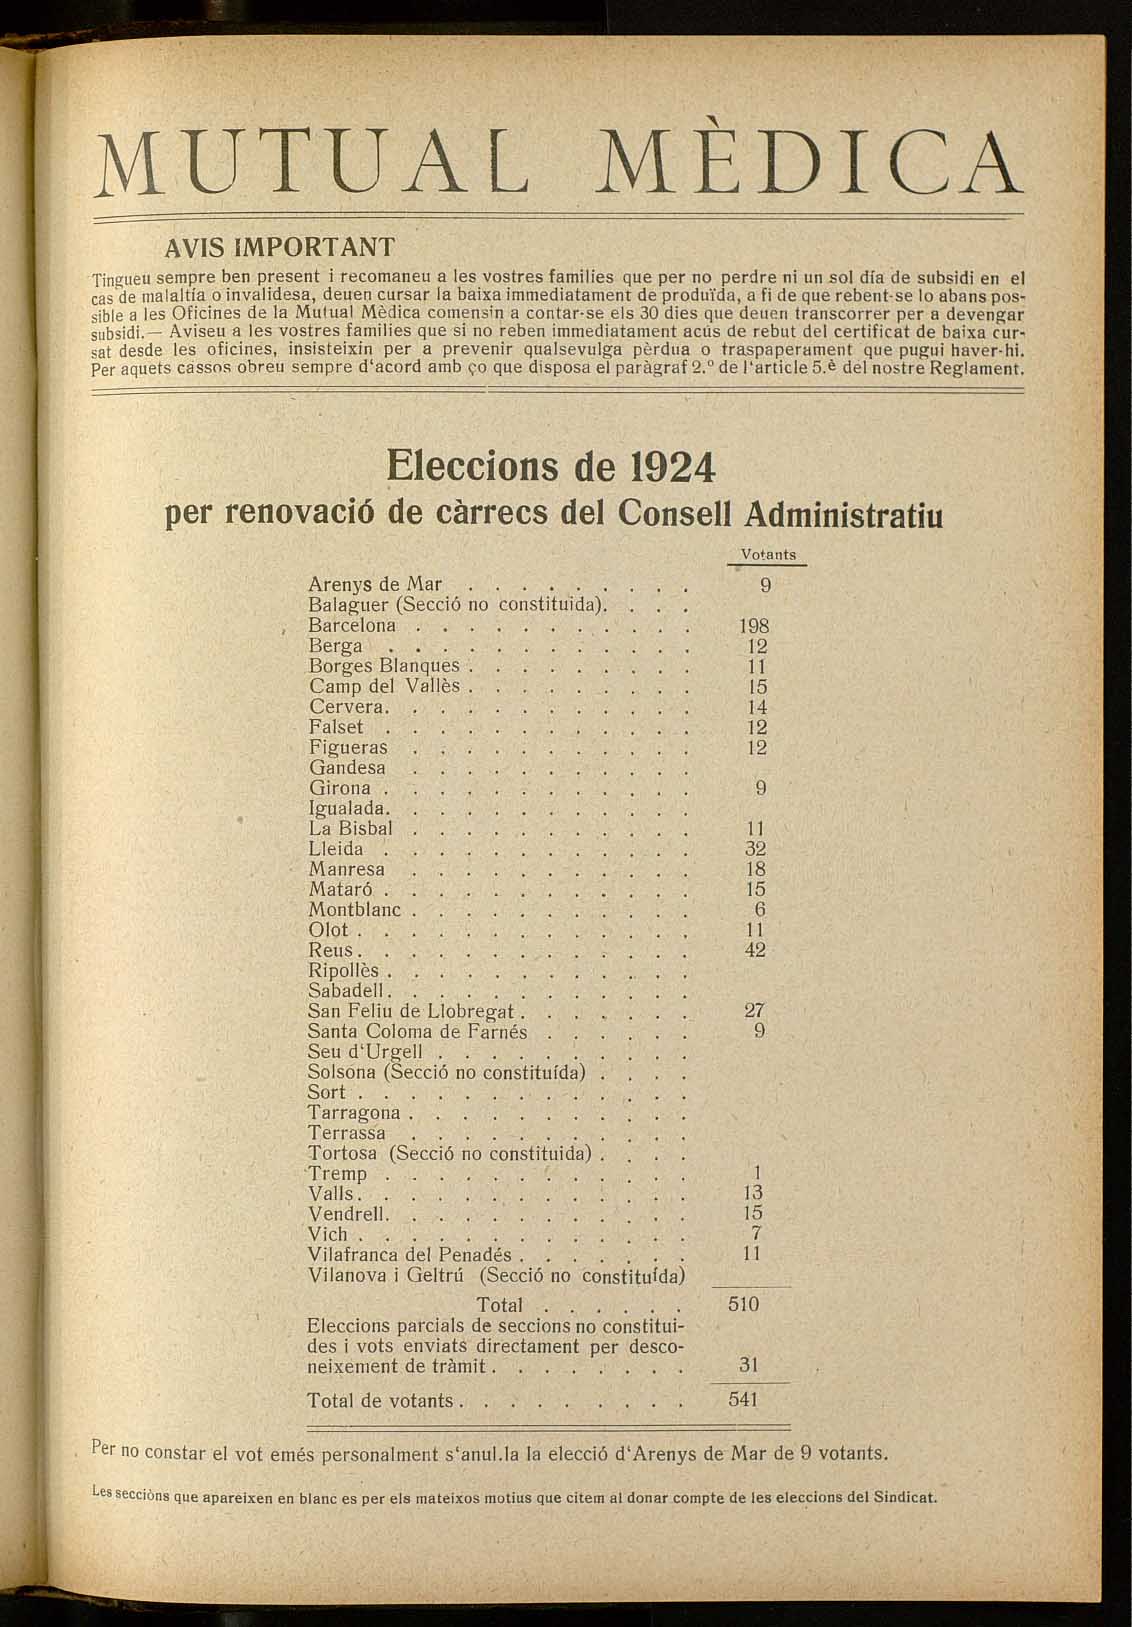 MUTUAL MÈDICA
AVIS IMPORTANT
Tingueu sempre ben present i recomaneu a les vostres families que per no perdre ni un sol día de subsidi en el
cas de malaltía o invalidesa, deuen cursar la baixa immediatament de produïda, a fi de que rebent-se lo abans pos-
sible a les Oficines de la Mutual Mèdica comensin a contar-se els 30 dies que deuen transcorrer per a devengar
subsidi.— Aviseu a les vostres families que si no reben immediatament acús de rebut del certificat de baixa cur-
sat desde les oficines, insisteixin per a prevenir qualsevulga pèrdua o traspaperament que pugui haver-hi.
Per aquets cassos obreu sempre d'acord amb ço que disposa el paràgraf 2.º de l'article 5.è del nostre Reglament.
Eleccions de 1924
per renovació de càrrecs del Consell Administratiu
Votants
Arenys de Mar . . . . . . . . . 9
Balaguer (Secció no constituida). . . .
Barcelona . . . . . . . . . . . 198
Berga . . . . . . . . . . . . 12
Borges Blanques . . . . . . . . . 11
Camp del Vallès . . . . . . . . . 15
Cervera. . . . . . . . . . . . 14
Falset . . . . . . . . . . . . 12
Figueras . . . . . . . . . . . 12
Gandesa . . . . . . . . . . .
Girona . . . . . . . . . . . . 9
Igualada. . . . . . . . . . . .
La Bisbal . . . . . . . . . . . 11
Lleida . . . . . . . . . . . . 32
Manresa . . . . . . . . . . . 18
Mataró . . . . . . . . . . . . 15
Montblanc . . . . . . . . . . . 6
Olot . . . . . . . . . . . . . 11
Reus . . . . . . . . . . . . . 42
Ripollès . . . . . . . . . . . .
Sabadell. . . . . . . . . . . .
San Feliu de Llobregat . . . . . . . 27
Santa Coloma de Farnés . . . . . . 9
Seu d'Urgell . . . . . . . . . .
Solsona (Secció no constituída) . . . .
Sort . . . . . . . . . . . . .
Tarragona . . . . . . . . . . .
Terrassa . . . . . . . . . . .
Tortosa (Secció no constituida) . . . .
Tremp . . . . . . . . . . . . 1
Valls. . . . . . . . . . . . . 13
Vendrell. . . . . . . . . . . . 15
Vich . . . . . . . . . . . . . 7
Vilafranca del Penadés . . . . . . . 11
Vilanova i Geltrú (Secció no constituída)
Total . . . . . . 510
Eleccions parcials de seccions no constitui-
des i vots enviats directament per desco-
neixement de tràmit . . . . . . . . 31
Total de votants . . . . . . . . . 541
Per no constar el vot emés personalment s'anul.la la elecció d'Arenys de Mar de 9 votants.
Les seccións que apareixen en blanc es per els mateixos motius que citem al donar compte de les eleccions del Sindicat.